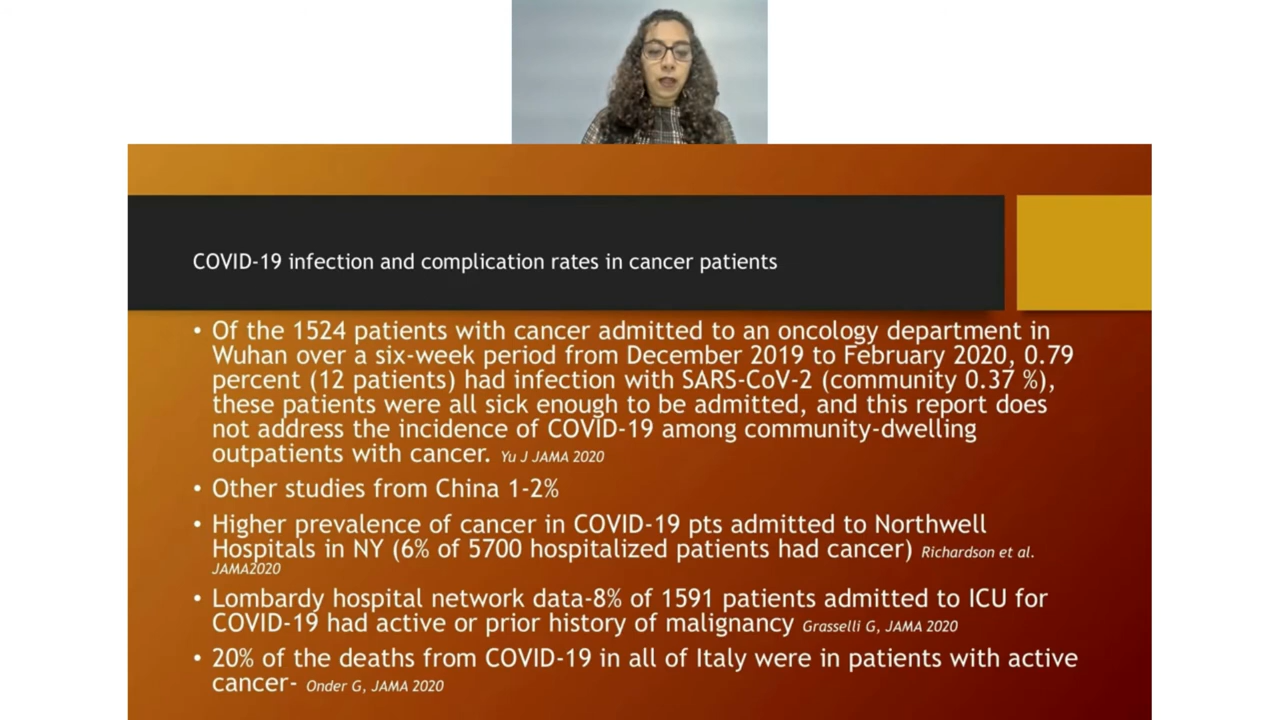 COVID-19 infection and complication rates in cancer patients
• Of the 1524 patients with cancer admitted to an oncology department in
Wuhan over a six-week period from December 2019 to February 2020, 0.79
percent (12 patients) had infection with SARS-CoV-2 (community 0.37 %),
these patients were all sick enough to be admitted, and this report does
not address the incidence of COVID-19 among community-dwelling
outpatients with cancer. Yu J JAMA 2020
• Other studies from China 1-2%
• Higher prevalence of cancer in COVID-19 pts admitted to Northwell
Hospitals in NY (6% of 5700 hospitalized patients had cancer) Richardson et al.
JAMA2020
• Lombardy hospital network data-8% of 1591 patients admitted to ICU for
COVID-19 had active or prior history of malignancy Grasselli G, JAMA 2020
• 20% of the deaths from COVID-19 in all of Italy were in patients with active
cancer- Onder G, JAMA 2020